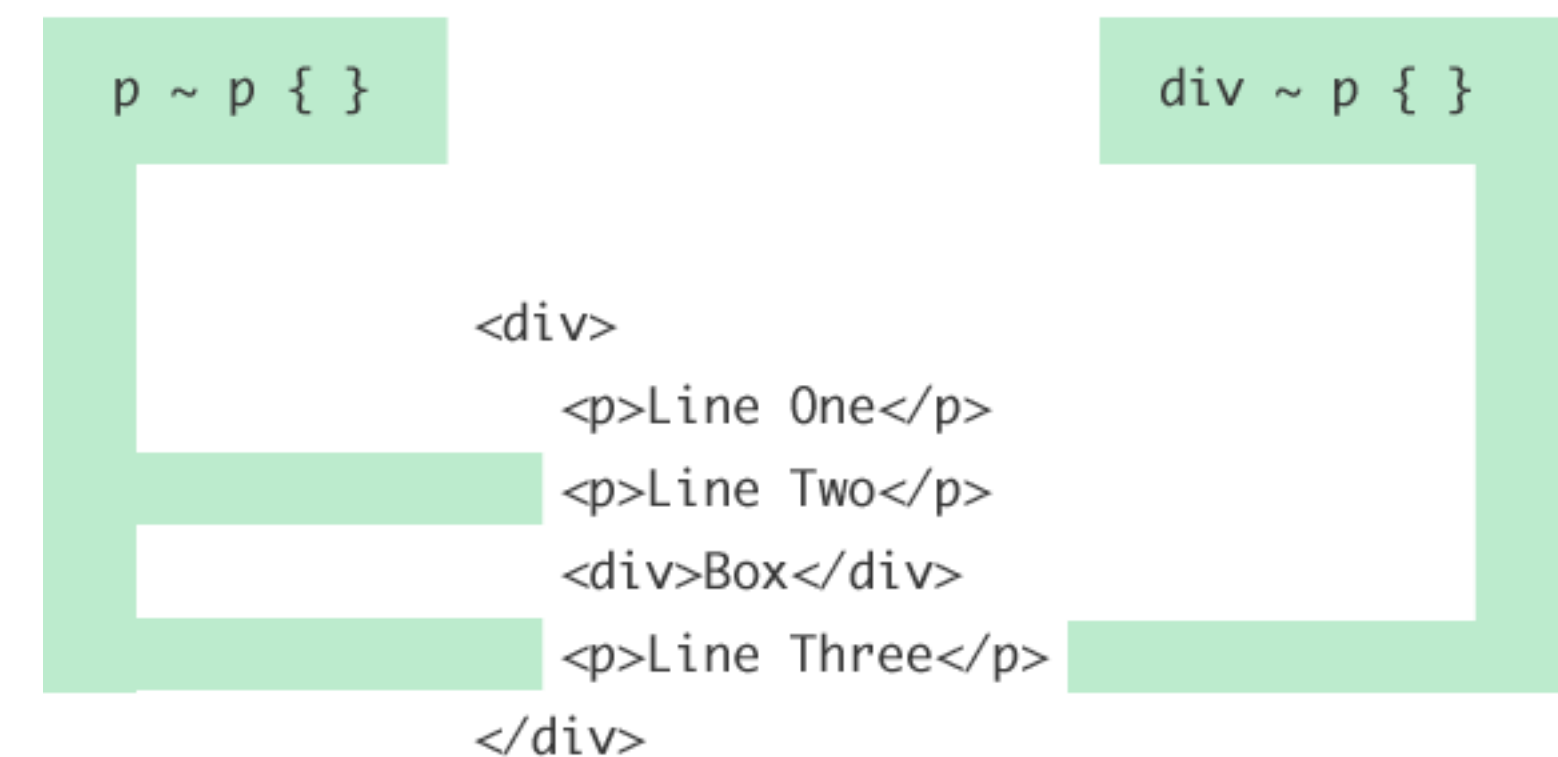 p ~ p { }
div ~ p { }
<div>
<p>Line One</p>
<p>Line Two</p>
<div>Box</div>
<p>Line Three</p>
</div>